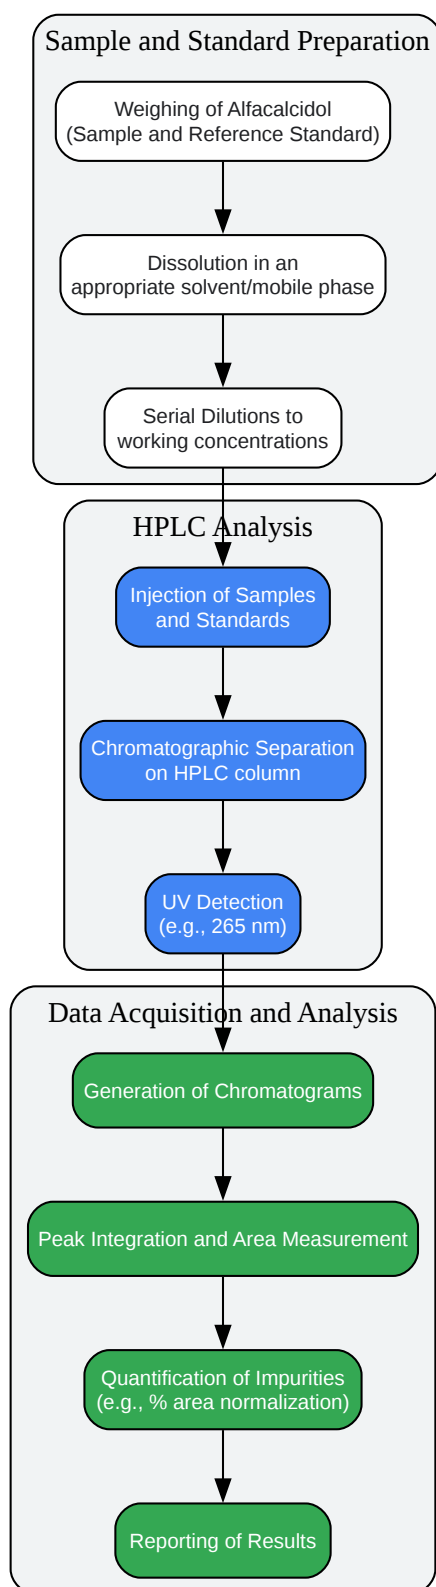 Sample and Standard Preparation
Weighing of Alfacalcidol
(Sample and Reference Standard)
Dissolution in an
appropriate solvent/mobile phase
Serial Dilutions to
working concentrations
HPLC Analysis
Injection of Samples
and Standards
Chromatographic Separation
on HPLC column
UV Detection
(e.g., 265 nm)
Data Acquisition and Analysis
Generation of Chromatograms
Peak Integration and Area Measurement
Quantification of Impurities
(e.g., % area normalization)
Reporting of Results